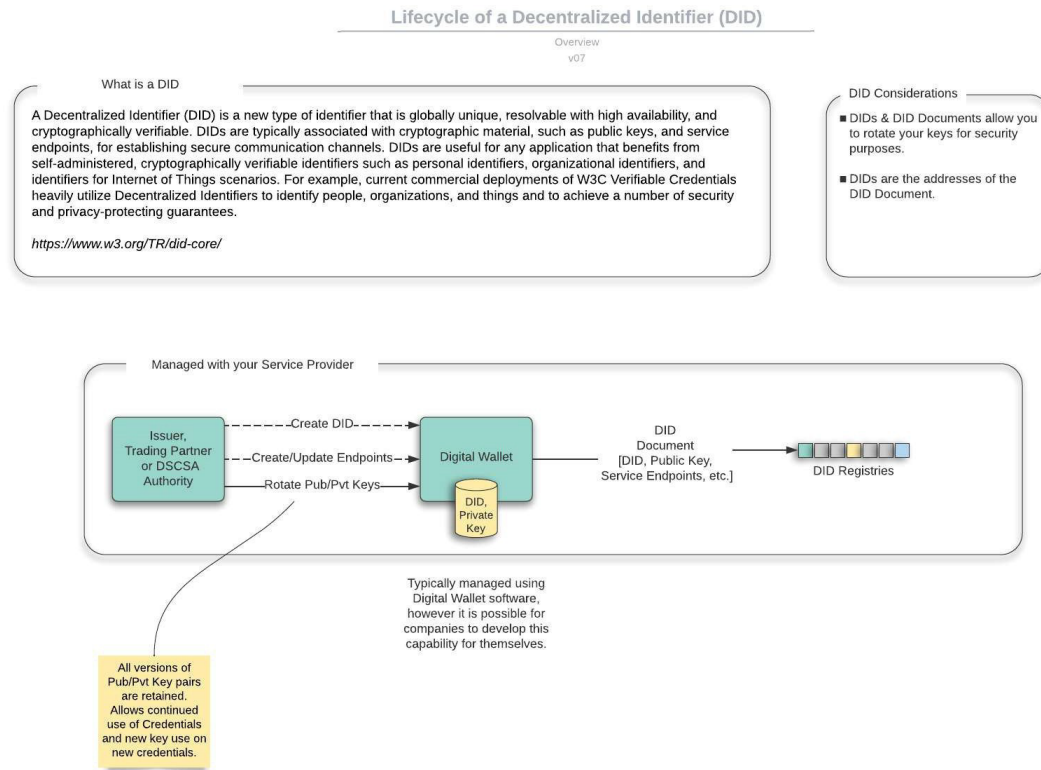 Lifecycle of a Decentralized Identifier (DID)
Overview
v07
What is a DID
A Decentralized Identifier (DID) is a new type of identifier that is globally unique, resolvable with high availability, and
cryptographically verifiable. DIDs are typically associated with cryptographic material, such as public keys, and service
endpoints, for establishing secure communication channels. DIDs are useful for any application that benefits from
self-administered, cryptographically verifiable identifiers such as personal identifiers, organizational identifiers, and
identifiers for Internet of Things scenarios. For example, current commercial deployments of W3C Verifiable Credentials
heavily utilize Decentralized Identifiers to identify people, organizations, and things and to achieve a number of security
and privacy-protecting guarantees.
https://www.w3.org/TR/did-core/
DID Considerations
■ DIDs & DID Documents allow you
to rotate your keys for security
purposes.
■ DIDs are the addresses of the
DID Document.
Managed with your Service Provider
Issuer,
Trading Partner
or DSCSA
Authority
Create DID
Create/Update Endpoints
Rotate Pub/Pvt Keys
Digital Wallet
DID,
Private
Key
DID
Document
[DID, Public Key,
Service Endpoints, etc.]
DID Registries
Typically managed using
Digital Wallet software,
however it is possible for
companies to develop this
capability for themselves.
All versions of
Pub/Pvt Key pairs
are retained.
Allows continued
use of Credentials
and new key use on
new credentials.